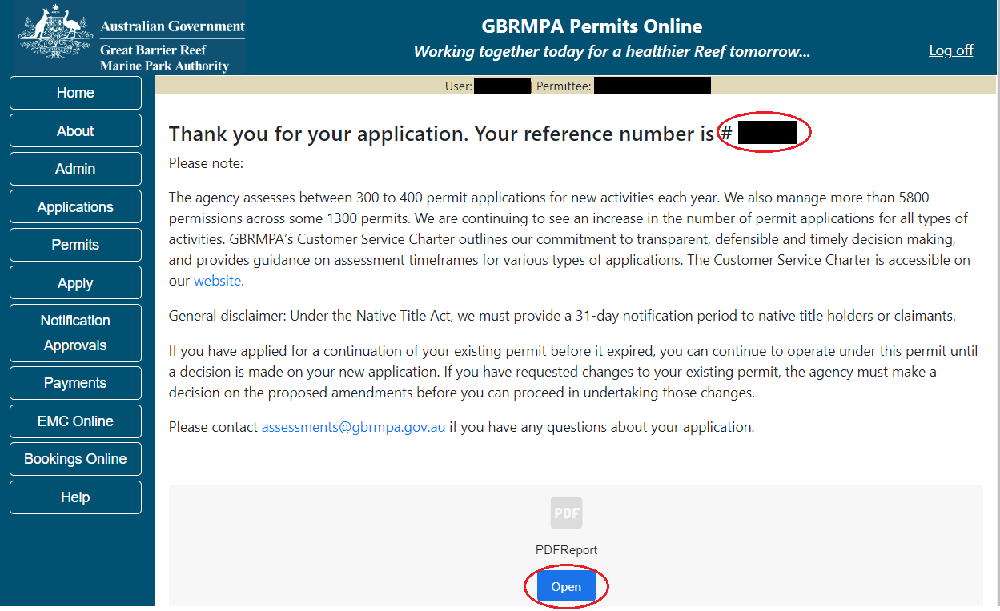 Australian Government
Great Barrier Reef
Marine Park Authority
GBRMPA Permits Online
Working together today for a healthier Reef tomorrow...
Log off
Home
About
Admin
Applications
Permits
Apply
Notification
Approvals
Payments
EMC Online
Bookings Online
Help
User: | Permittee:
Thank you for your application. Your reference number is #
Please note:
The agency assesses between 300 to 400 permit applications for new activities each year. We also manage more than 5800
permissions across some 1300 permits. We are continuing to see an increase in the number of permit applications for all types of
activities. GBRMPA’s Customer Service Charter outlines our commitment to transparent, defensible and timely decision making,
and provides guidance on assessment timeframes for various types of applications. The Customer Service Charter is accessible on
our website.
General disclaimer: Under the Native Title Act, we must provide a 31-day notification period to native title holders or claimants.
If you have applied for a continuation of your existing permit before it expired, you can continue to operate under this permit until
a decision is made on your new application. If you have requested changes to your existing permit, the agency must make a
decision on the proposed amendments before you can proceed in undertaking those changes.
Please contact assessments@gbrmpa.gov.au if you have any questions about your application.
PDF
PDFReport
Open